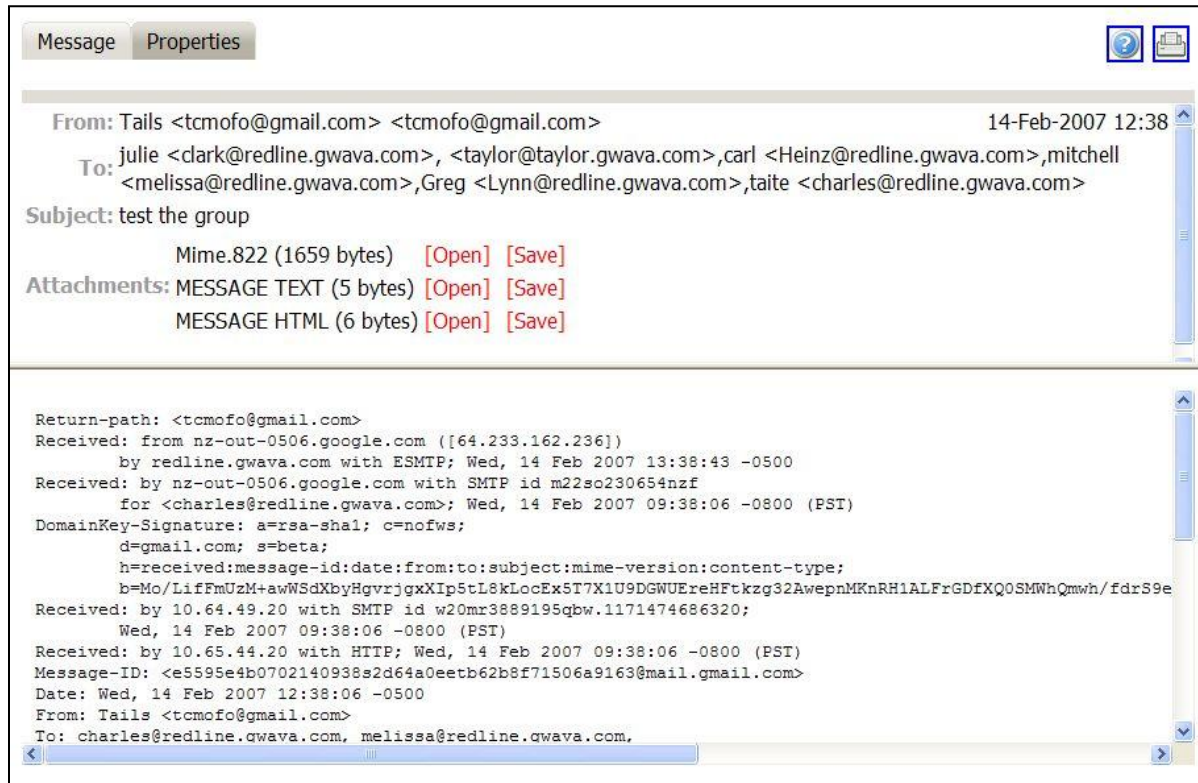 Message Properties
From: Tails <tcmofo@gmail.com> <tcmofo@gmail.com> 14-Feb-2007 12:38
To: julie <clark@redline.gwava.com>, <taylor@taylor.gwava.com>,carl <Heinz@redline.gwava.com>,mitchell
<melissa@redline.gwava.com>,Greg <Lynn@redline.gwava.com>,taite <charles@redline.gwava.com>
Subject: test the group
Attachments: Mime.822 (1659 bytes) [Open] [Save]
MESSAGE TEXT (5 bytes) [Open] [Save]
MESSAGE HTML (6 bytes) [Open] [Save]
Return-path: <tcmofo@gmail.com>
Received: from nz-out-0506.google.com ([64.233.162.236])
by redline.gwava.com with ESMTP; Wed, 14 Feb 2007 13:38:43 -0500
Received: by nz-out-0506.google.com with SMTP id m22so230654nzf
for <charles@redline.gwava.com>; Wed, 14 Feb 2007 09:38:06 -0800 (PST)
DomainKey-Signature: a=rsa-sha1; c=nofws;
d=gmail.com; s=beta;
h=received:message-id:date:from:to:subject:mime-version:content-type;
b=Mo/LifFmUzM+awWSdXbyHgvrjgxXIp5tL8kLocEx5T7X1U9DGWUEreHFtkzg32AwepnMKnRH1ALFrGDfXQ0SMWhQmwh/fdrS9e
Received: by 10.64.49.20 with SMTP id w20mr3889195qbw.1171474686320;
Wed, 14 Feb 2007 09:38:06 -0800 (PST)
Received: by 10.65.44.20 with HTTP; Wed, 14 Feb 2007 09:38:06 -0800 (PST)
Message-ID: <e5595e4b0702140938s2d64a0eetb62b8f71506a9163@mail.gmail.com>
Date: Wed, 14 Feb 2007 12:38:06 -0500
From: Tails <tcmofo@gmail.com>
To: charles@redline.gwava.com, melissa@redline.gwava.com,